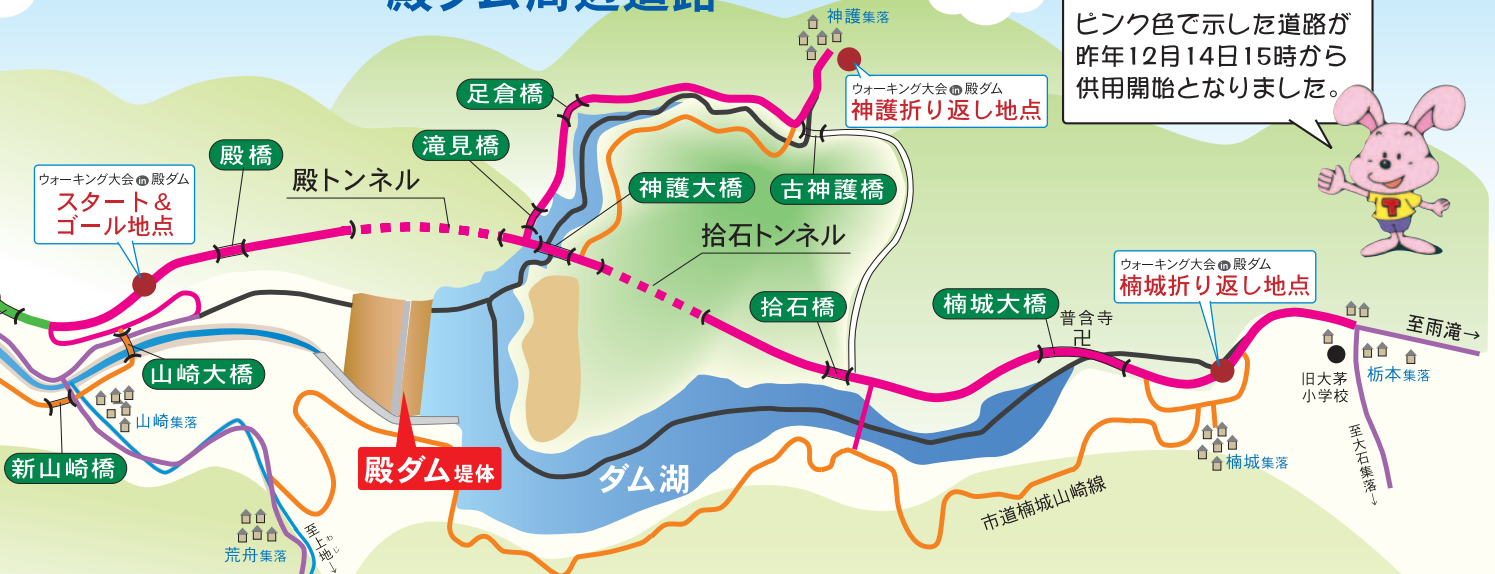 殿ダム周辺道路
神護集落
ピンク色で示した道路が
昨年12月14日15時から
供用開始となりました。
ウォーキング大会in殿ダム
神護折り返し地点
足倉橋
滝見橋
殿橋
殿トンネル
神護大橋
古神護橋
ウォーキング大会in殿ダム
スタート&
ゴール地点
拾石トンネル
ウォーキング大会in殿ダム
楠城折り返し地点
拾石橋
楠城大橋
普含寺
卍
至雨滝→
山崎大橋
旧大茅
小学校
栃本集落
山崎集落
新山崎橋
殿ダム堤体
ダム湖
楠城集落
至大石集落→
市道楠城山崎線
荒舟集落
至上地→
わじ
T